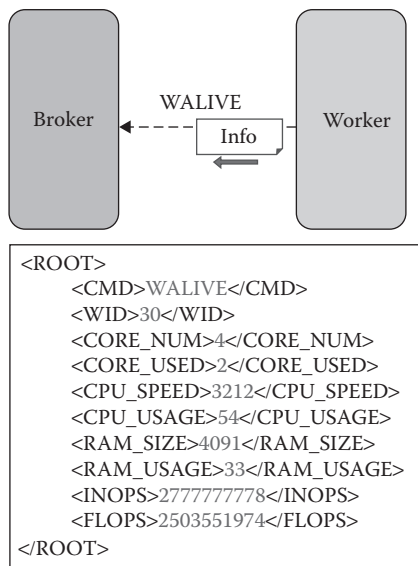 WALIVE
Broker
Info
Worker
<ROOT>
<CMD>WALIVE</CMD>
<WID>30</WID>
<CORE_NUM>4</CORE_NUM>
<CORE_USED>2</CORE_USED>
<CPU_SPEED>3212</CPU_SPEED>
<CPU_USAGE>54</CPU_USAGE>
<RAM_SIZE>4091</RAM_SIZE>
<RAM_USAGE>33</RAM_USAGE>
<INOPS>2777777778</INOPS>
<FLOPS>2503551974</FLOPS>
</ROOT>